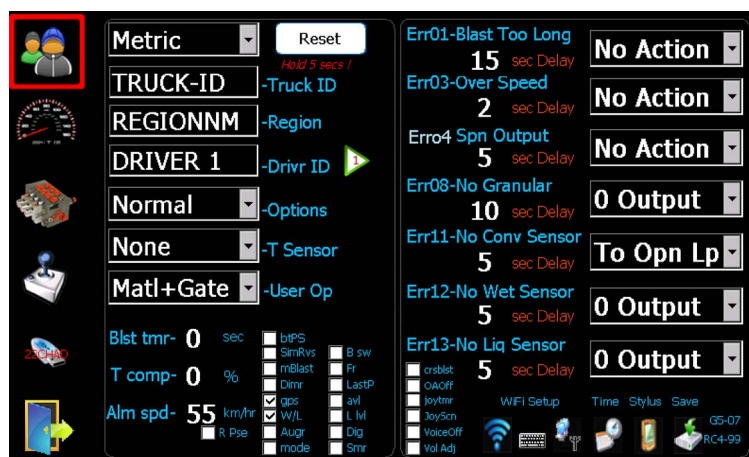 Metric
Reset
Hold 5 secs !
TRUCK-ID -Truck ID
REGIONNM -Region
DRIVER 1 -Drivr ID 1
Normal -Options
None -T Sensor
Matl+Gate -User Op
Blst tmr- 0 sec
T comp- 0 %
Alm spd- 55 km/hr
R Pse
btPS
SimRvs B sw
mBlast Fr
Dimr LastP
gps avl
W/L L lvl
Augr Dig
mode Smr
Err01-Blast Too Long
15 sec Delay No Action
Err03-Over Speed
2 sec Delay No Action
Erro4 Spn Output
5 sec Delay No Action
Err08-No Granular
10 sec Delay 0 Output
Err11-No Conv Sensor
5 sec Delay To Opn Lp
Err12-No Wet Sensor
5 sec Delay 0 Output
Err13-No Liq Sensor
5 sec Delay 0 Output
crsblst
OAOff
joytmr
JoyScn
VoiceOff
Vol Adj
WiFi Setup Time Stylus Save
G5-07
RC4-99